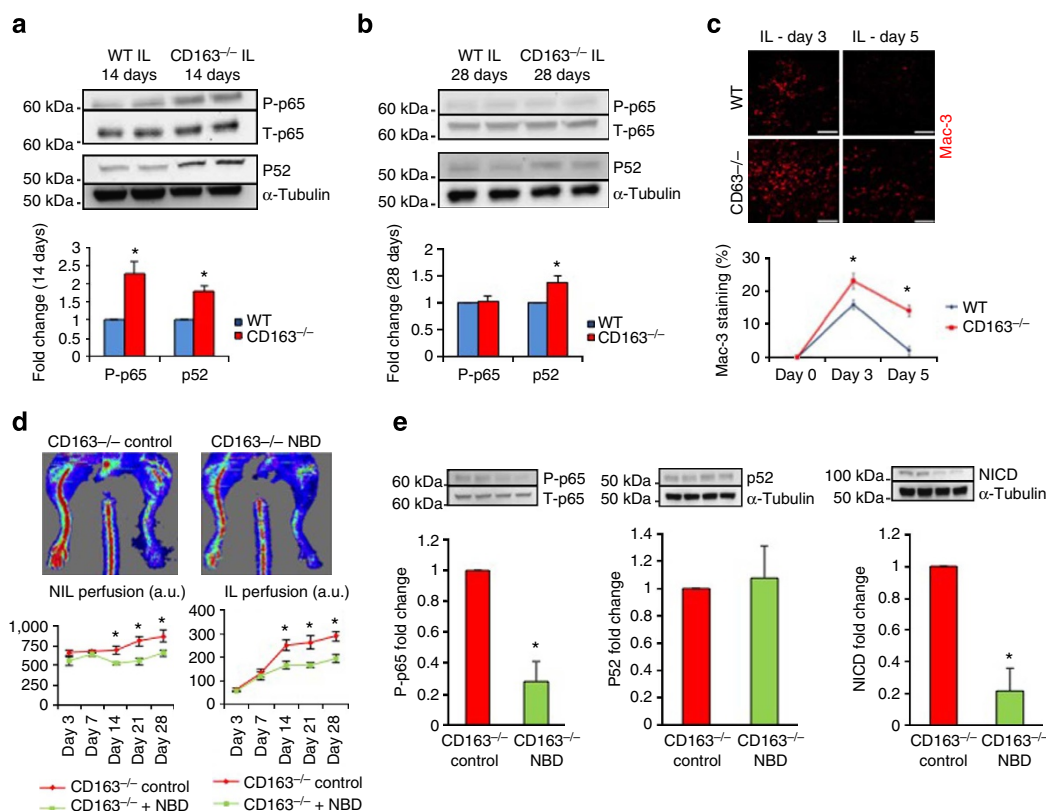 a
WT IL CD163–/– IL
14 days 14 days
60 kDa P-p65
60 kDa T-p65
50 kDa P52
50 kDa α-Tubulin
Fold change (14 days)
3
2.5
2
1.5
1
0.5
0
* *
P-p65 p52
WT
CD163–/–
b
WT IL CD163–/– IL
28 days 28 days
60 kDa P-p65
60 kDa T-p65
50 kDa P52
50 kDa α-Tubulin
Fold change (28 days)
2
1.5
1
0.5
0
*
P-p65 p52
WT
CD163–/–
c
IL - day 3 IL - day 5
WT
CD63–/–
Mac-3
Mac-3 staining (%)
30
20
10
0
* *
Day 0 Day 3 Day 5
WT
CD163–/–
d
CD163–/– control CD163–/– NBD
NIL perfusion (a.u.)
1,000
750
500
250
0
* * *
Day 3 Day 7 Day 14 Day 21 Day 28
CD163–/– control
CD163–/– + NBD
IL perfusion (a.u.)
400
300
200
100
0
* * *
Day 3 Day 7 Day 14 Day 21 Day 28
CD163–/– control
CD163–/– + NBD
e
60 kDa P-p65
60 kDa T-p65
P-p65 fold change
1.2
1
0.8
0.6
0.4
0.2
0
*
CD163–/– CD163–/–
control NBD
50 kDa p52
50 kDa α-Tubulin
P52 fold change
1.4
1.2
1
0.8
0.6
0.4
0.2
0
CD163–/– CD163–/–
control NBD
100 kDa NICD
50 kDa α-Tubulin
NICD fold change
1.2
1
0.8
0.6
0.4
0.2
0
*
CD163–/– CD163–/–
control NBD